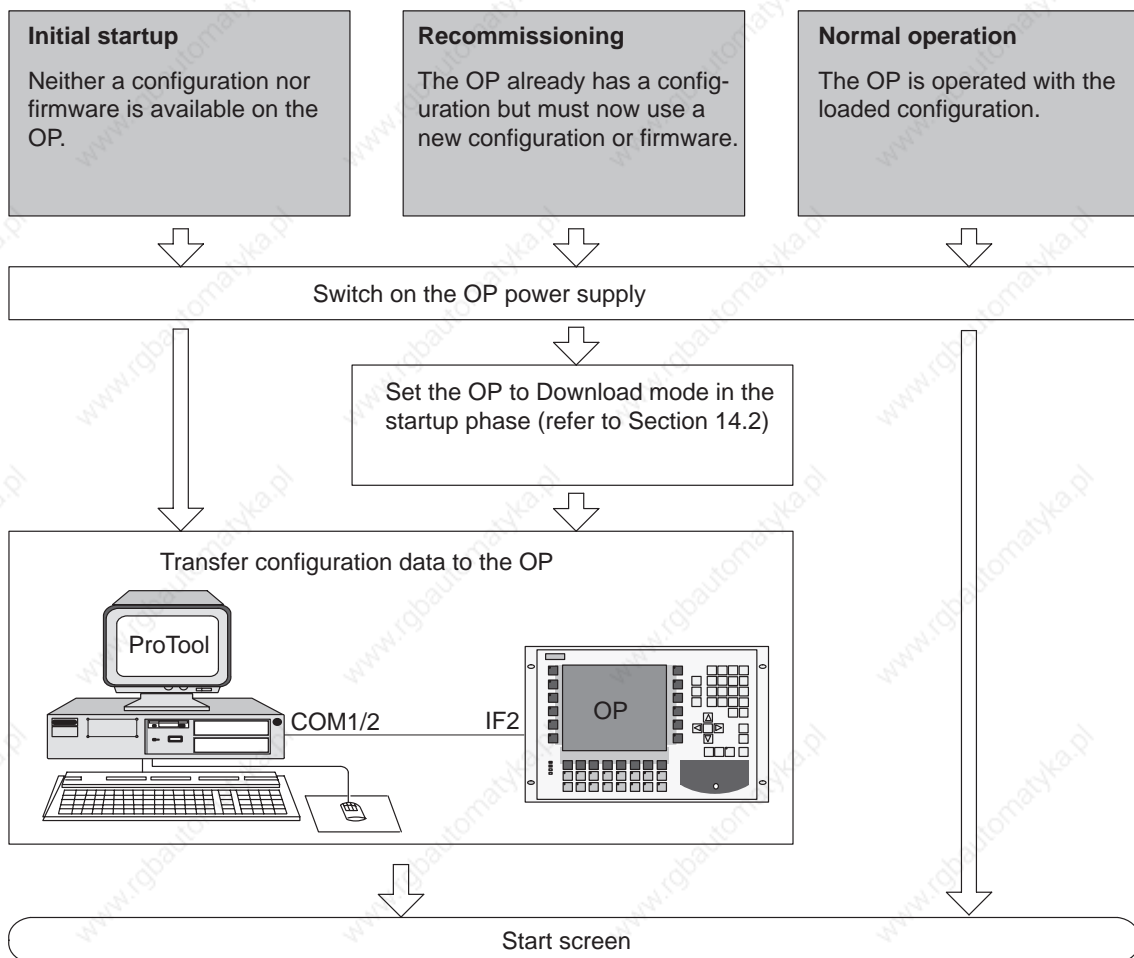 Initial startup
Neither a configuration nor
firmware is available on the
OP.
Recommissioning
The OP already has a config-
uration but must now use a
new configuration or firmware.
Normal operation
The OP is operated with the
loaded configuration.
Switch on the OP power supply
Set the OP to Download mode in the
startup phase (refer to Section 14.2)
Transfer configuration data to the OP
ProTool
COM1/2
IF2
OP
Start screen
www.rgbautomatyka.pl